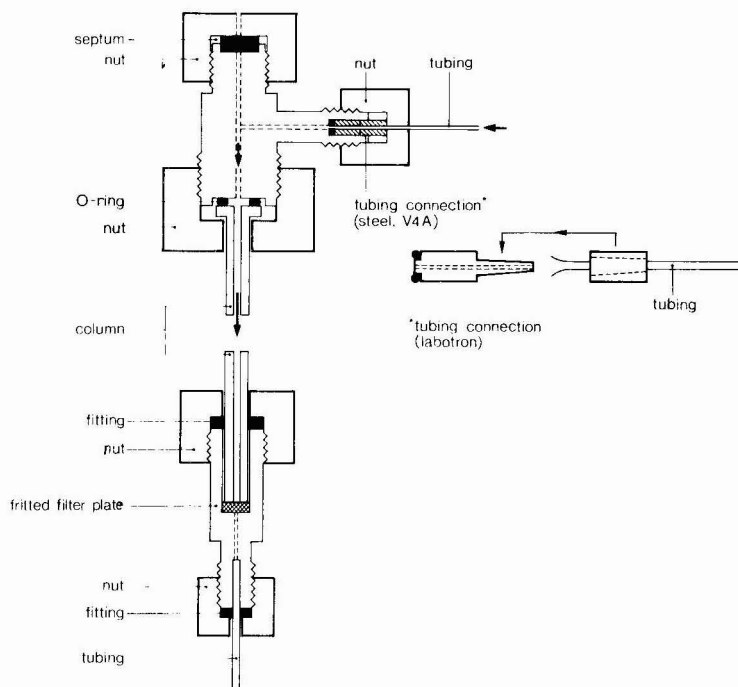 septum
nut
nut
tubing
O-ring
nut
tubing connection*
(steel, V4A)
tubing
*tubing connection
(labotron)
column
fitting
nut
fritted filter plate
nut
fitting
tubing